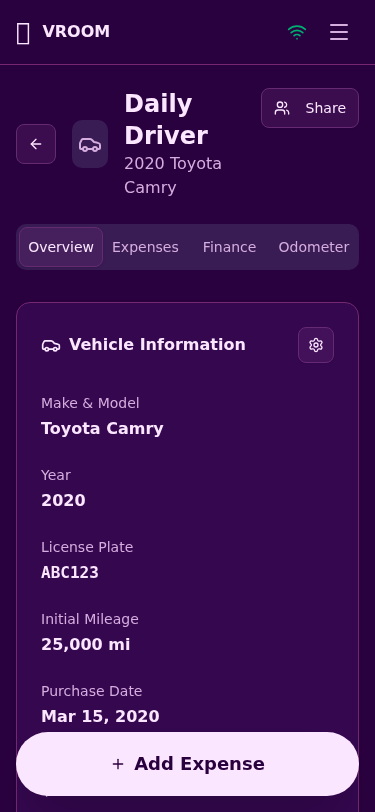 VROOM
Daily
Driver
2020 Toyota
Camry
Share
Overview Expenses Finance Odometer
Vehicle Information
Make & Model
Toyota Camry
Year
2020
License Plate
ABC123
Initial Mileage
25,000 mi
Purchase Date
Mar 15, 2020
+ Add Expense